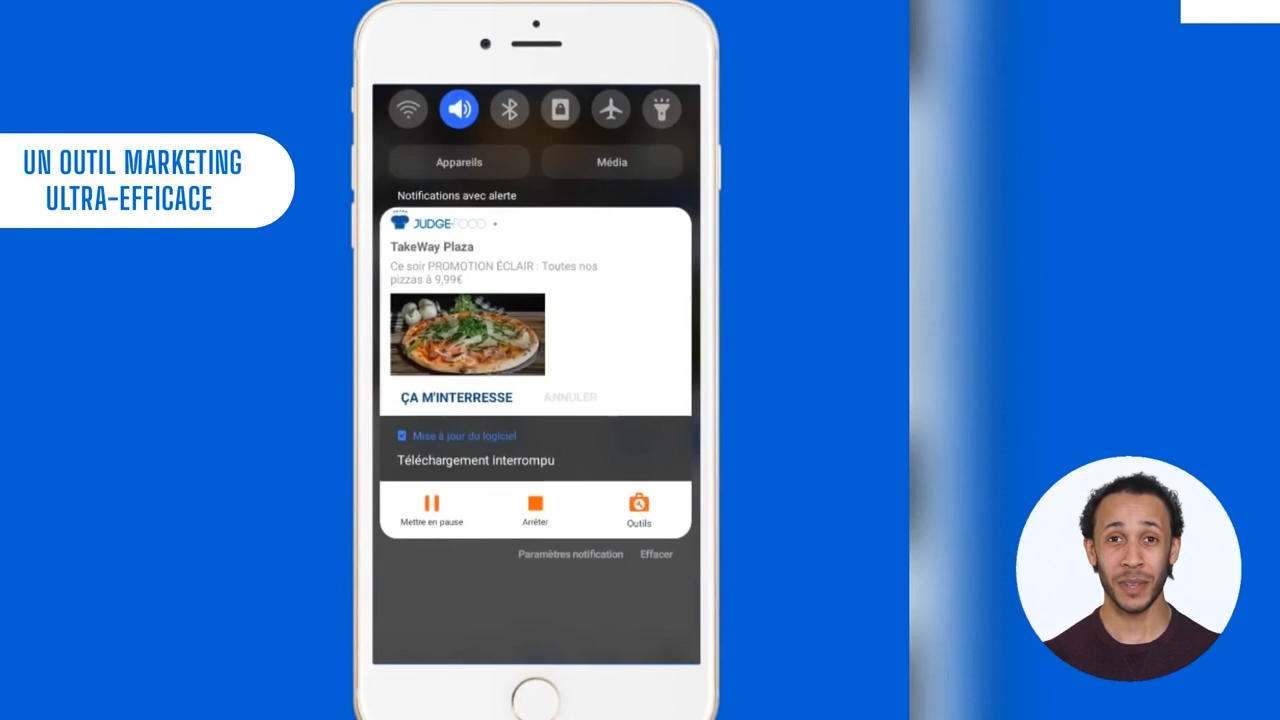 UN OUTIL MARKETING
ULTRA-EFFICACE
Appareils
Média
Notifications avec alerte
JUDGEFOOD
TakeWay Plaza
Ce soir PROMOTION ÉCLAIR : Toutes nos
pizzas à 9,99€
ÇA M'INTERRESSE
ANNULER
Mise à jour du logiciel
Téléchargement interrompu
Mettre en pause
Arrêter
Outils
Paramètres notification
Effacer